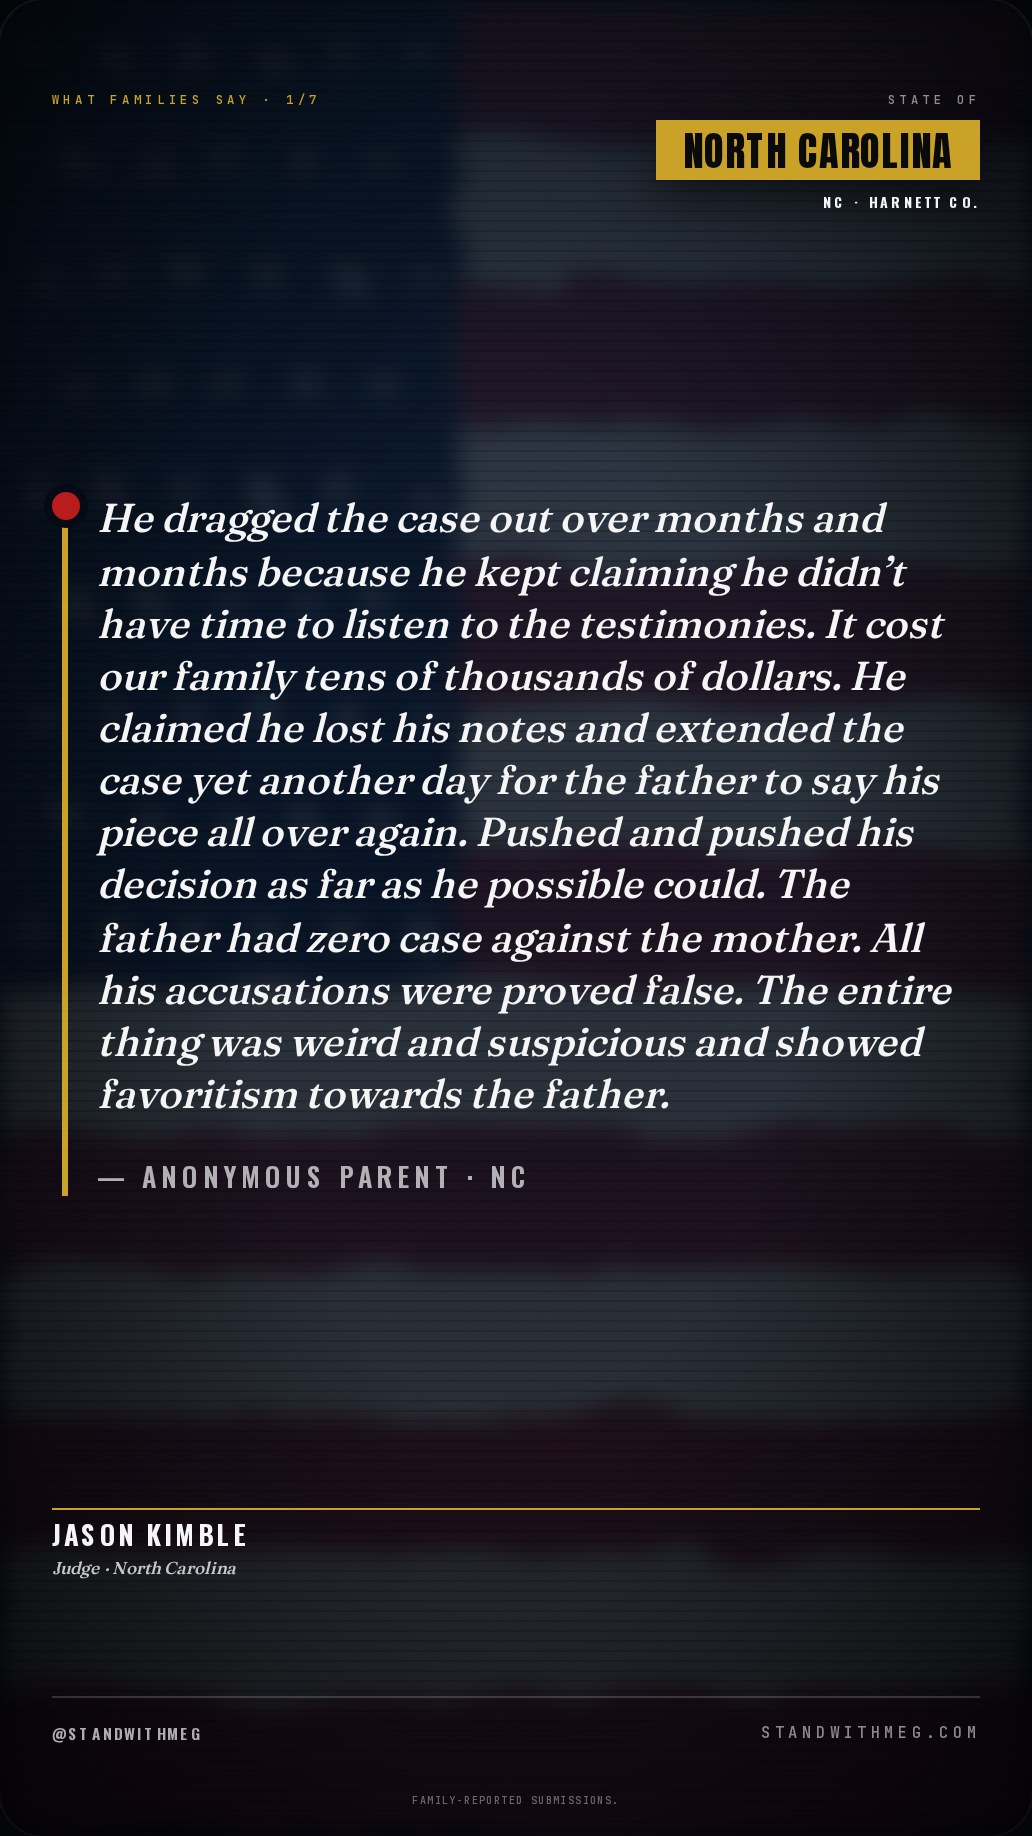 WHAT FAMILIES SAY · 1/7
STATE OF
NORTH CAROLINA
NC · HARNETT CO.
He dragged the case out over months and
months because he kept claiming he didn’t
have time to listen to the testimonies. It cost
our family tens of thousands of dollars. He
claimed he lost his notes and extended the
case yet another day for the father to say his
piece all over again. Pushed and pushed his
decision as far as he possible could. The
father had zero case against the mother. All
his accusations were proved false. The entire
thing was weird and suspicious and showed
favoritism towards the father.
— ANONYMOUS PARENT · NC
JASON KIMBLE
Judge · North Carolina
@STANDWITHMEG
STANDWITHMEG.COM
FAMILY-REPORTED SUBMISSIONS.